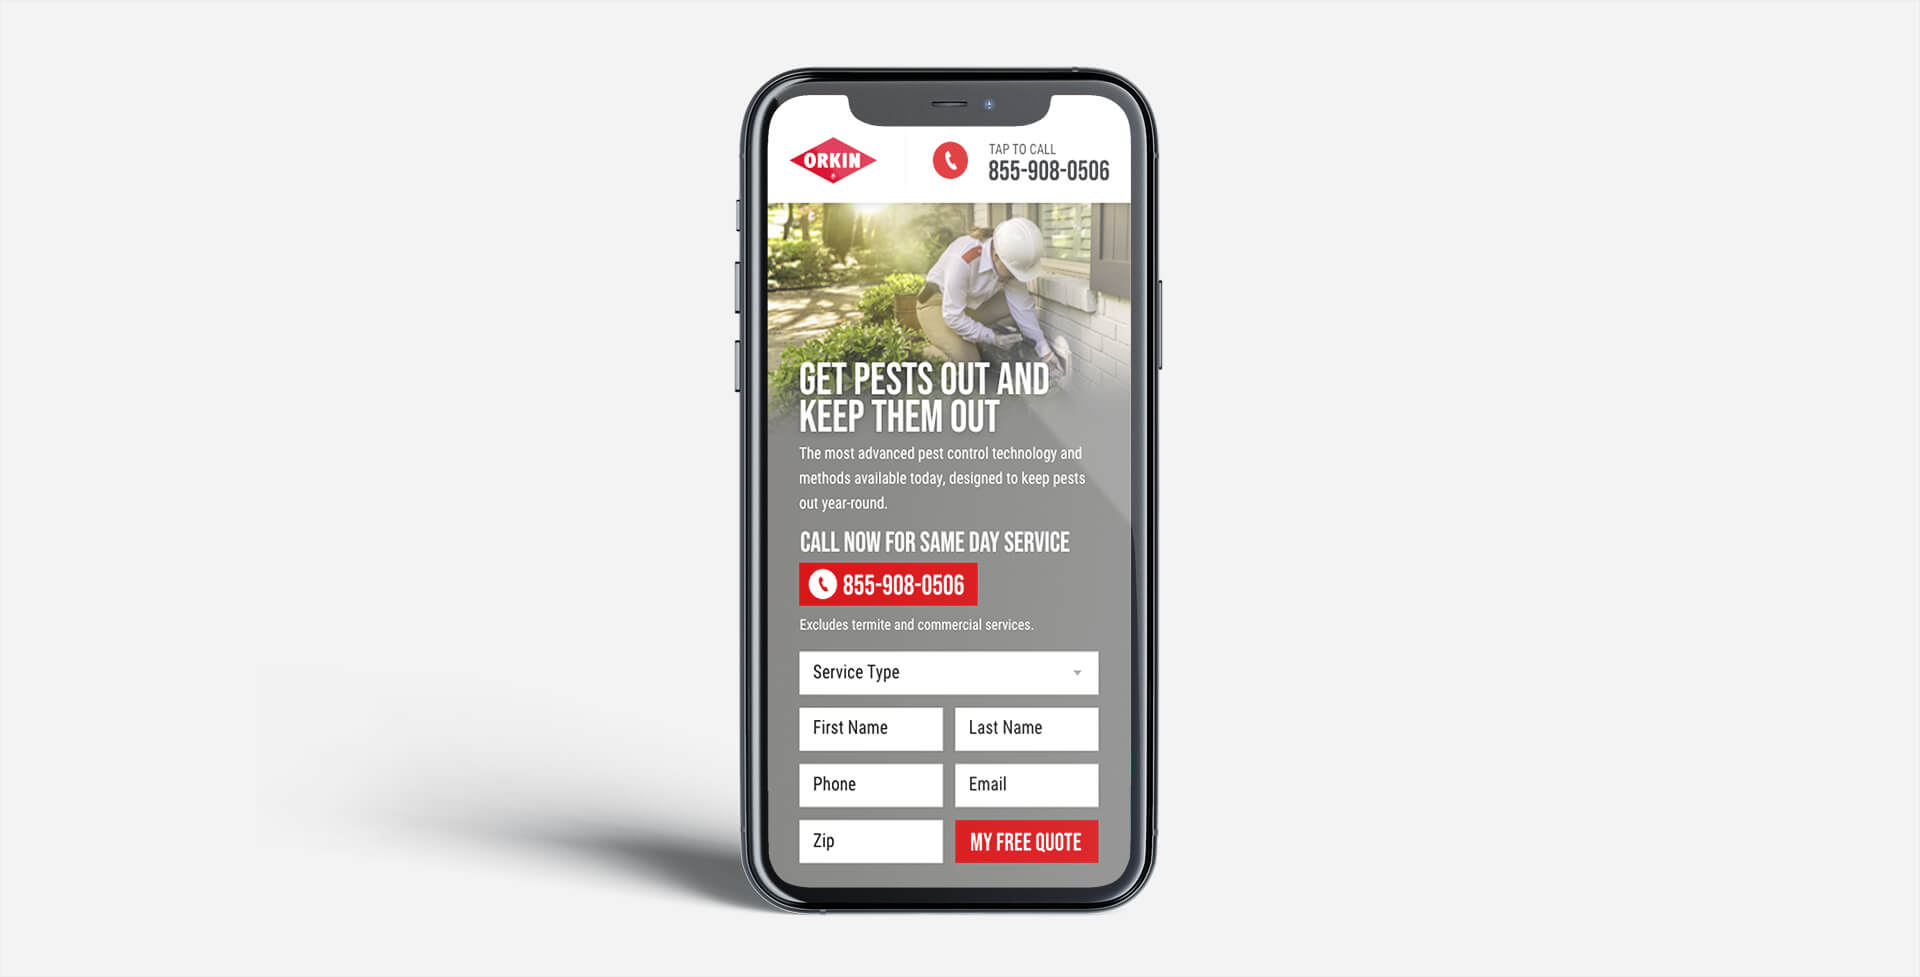 ORKIN
TAP TO CALL
855-908-0506
GET PESTS OUT AND
KEEP THEM OUT
The most advanced pest control technology and
methods available today, designed to keep pests
out year-round.
CALL NOW FOR SAME DAY SERVICE
855-908-0506
Excludes termite and commercial services.
Service Type
First Name
Last Name
Phone
Email
Zip
MY FREE QUOTE